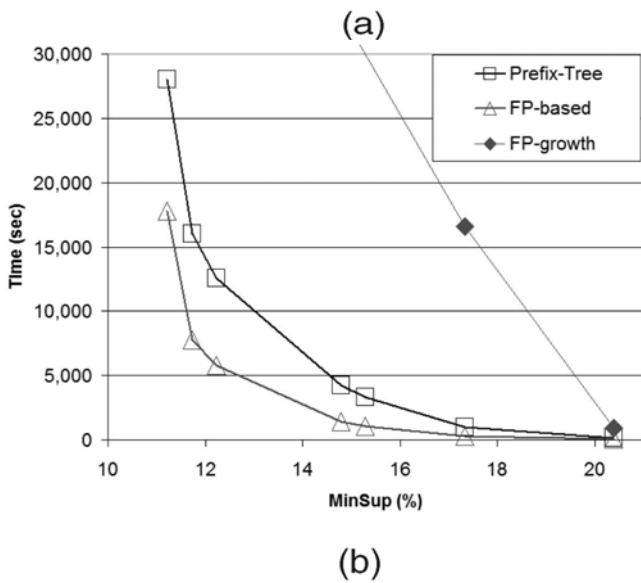 (a)
30,000
25,000
20,000
15,000
10,000
5,000
0
Time (sec)
Prefix-Tree
FP-based
FP-growth
10 12 14 16 18 20
MinSup (%)
(b)